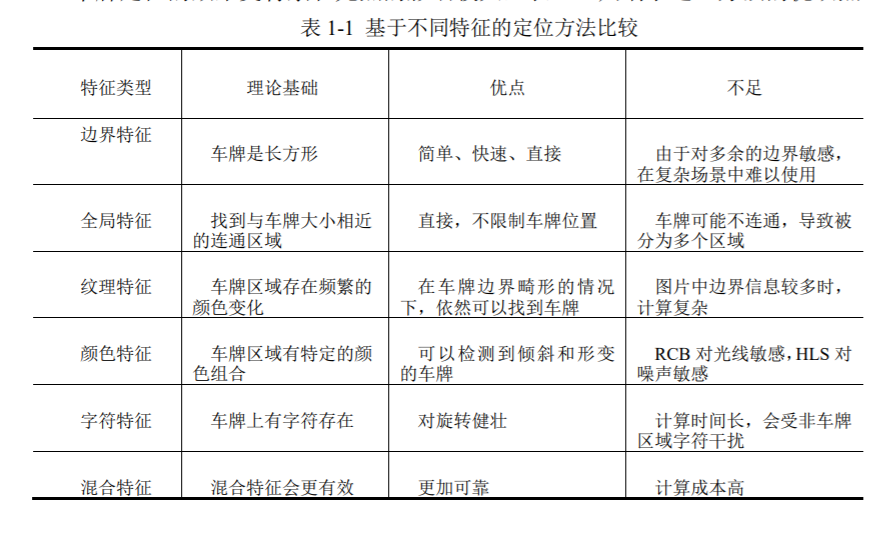 表 1-1 基于不同特征的定位方法比较
特征类型 理论基础 优点 不足
边界特征
车牌是长方形 简单、快速、直接 由于对多余的边界敏感，
在复杂场景中难以使用
全局特征 找到与车牌大小相近 直接，不限制车牌位置 车牌可能不连通，导致被
的连通区域 分为多个区域
纹理特征 车牌区域存在频繁的 在车牌边界畸形的情况 图片中边界信息较多时，
颜色变化 下，依然可以找到车牌 计算复杂
颜色特征 车牌区域有特定的颜 可以检测到倾斜和形变 RCB 对光线敏感，HLS 对
色组合 的车牌 噪声敏感
字符特征 车牌上有字符存在 对旋转健壮 计算时间长，会受非车牌
区域字符干扰
混合特征 混合特征会更有效 更加可靠 计算成本高